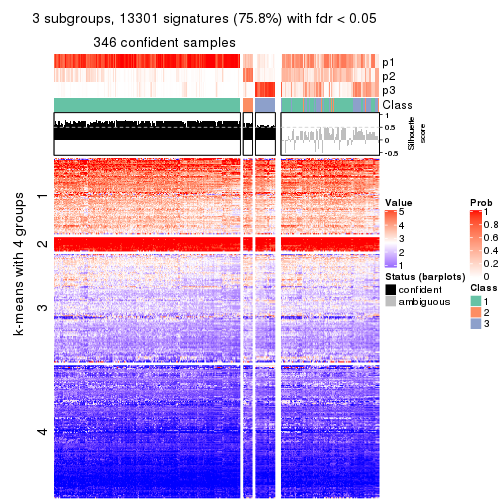 3 subgroups, 13301 signatures (75.8%) with fdr < 0.05
346 confident samples
p1
p2
p3
Class
1
0.5
0
-0.5
Silhouette
score
k-means with 4 groups
1
2
3
4
Value
5
4
3
2
1
Status (barplots)
confident
ambiguous
Prob
1
0.8
0.6
0.4
0.2
0
Class
1
2
3